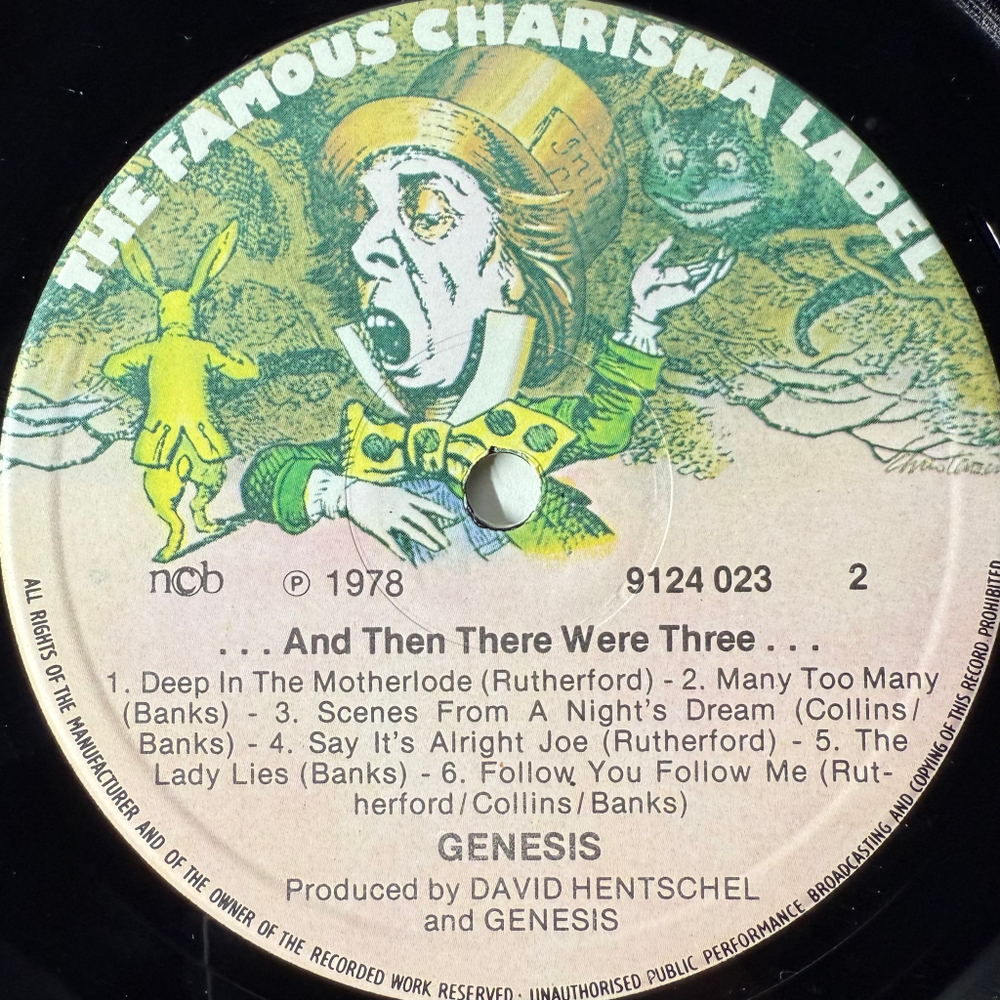 THE FAMOUS CHARISMA LABEL
ncb ℗ 1978 9124 023 2
...And Then There Were Three...
1. Deep In The Motherlode (Rutherford) - 2. Many Too Many
(Banks) - 3. Scenes From A Night's Dream (Collins/
Banks) - 4. Say It's Alright Joe (Rutherford) - 5. The
Lady Lies (Banks) - 6. Follow You Follow Me (Rut-
herford/Collins/Banks)
GENESIS
Produced by DAVID HENTSCHEL
and GENESIS
ALL RIGHTS OF THE MANUFACTURER AND OF THE OWNER OF THE RECORDED WORK RESERVED · UNAUTHORISED PUBLIC PERFORMANCE BROADCASTING AND COPYING OF THIS RECORD PROHIBITED